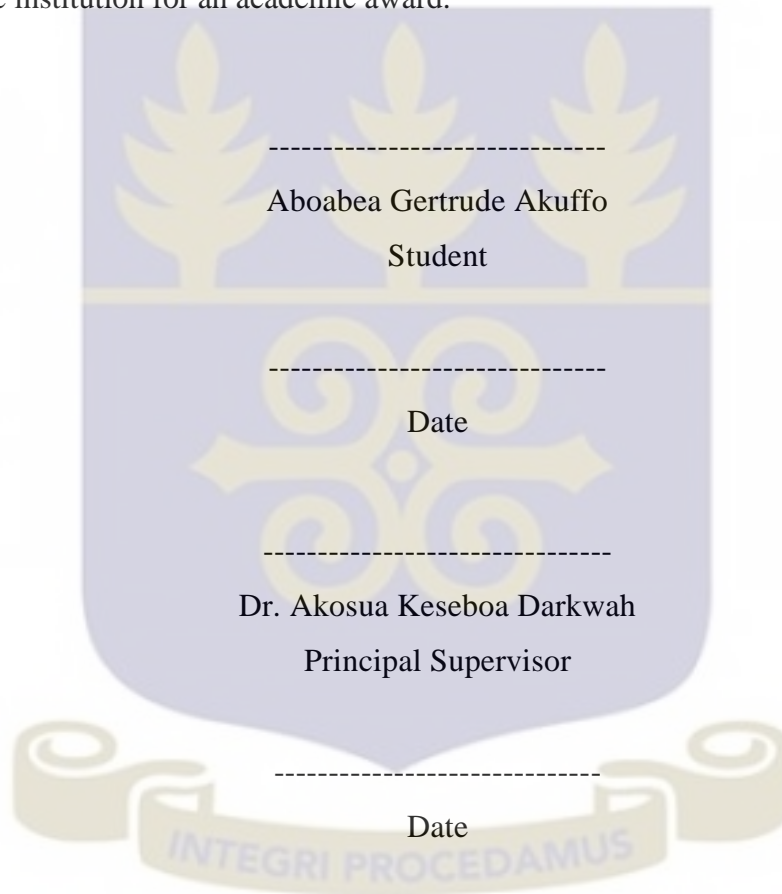 institution for an academic award.
-------------------------------
Aboabea Gertrude Akuffo
Student
-------------------------------
Date
--------------------------------
Dr. Akosua Keseboa Darkwah
Principal Supervisor
------------------------------
Date
INTEGRI PROCEDAMUS